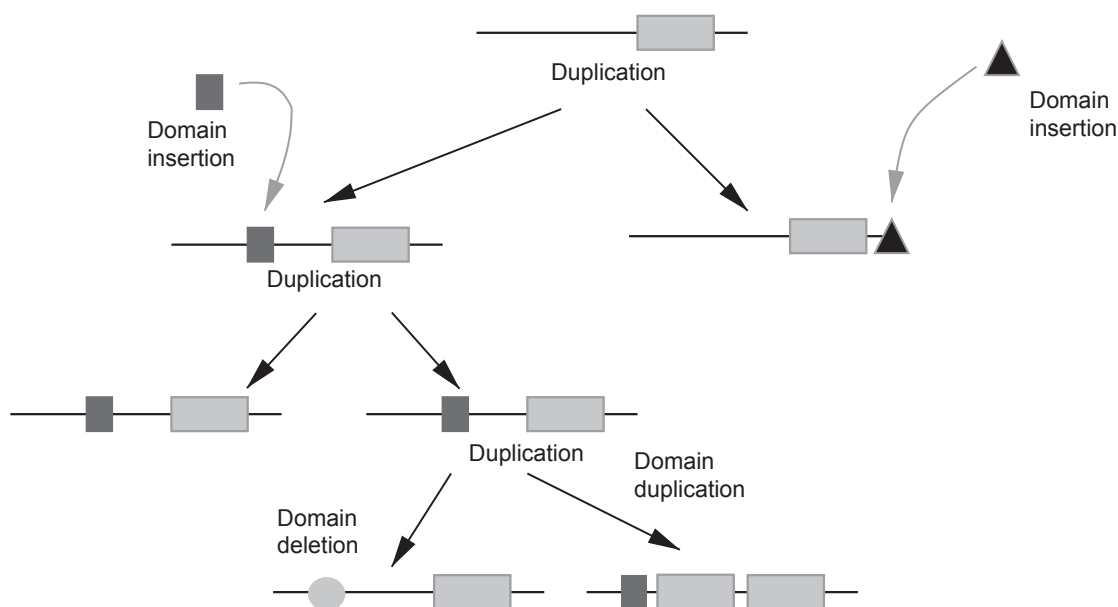 Duplication
Domain
insertion
Domain
insertion
Duplication
Duplication
Domain
duplication
Domain
deletion